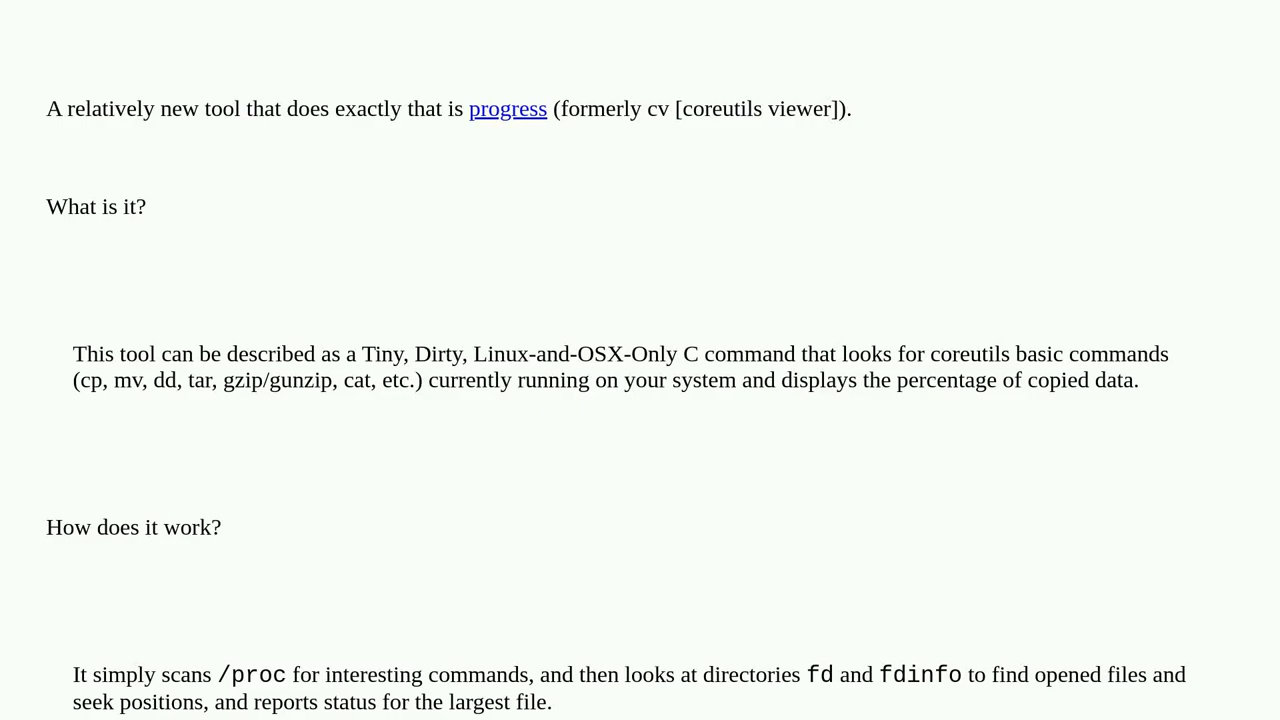 A relatively new tool that does exactly that is progress (formerly cv [coreutils viewer]).
What is it?
This tool can be described as a Tiny, Dirty, Linux-and-OSX-Only C command that looks for coreutils basic commands
(cp, mv, dd, tar, gzip/gunzip, cat, etc.) currently running on your system and displays the percentage of copied data.
How does it work?
It simply scans /proc for interesting commands, and then looks at directories fd and fdinfo to find opened files and
seek positions, and reports status for the largest file.